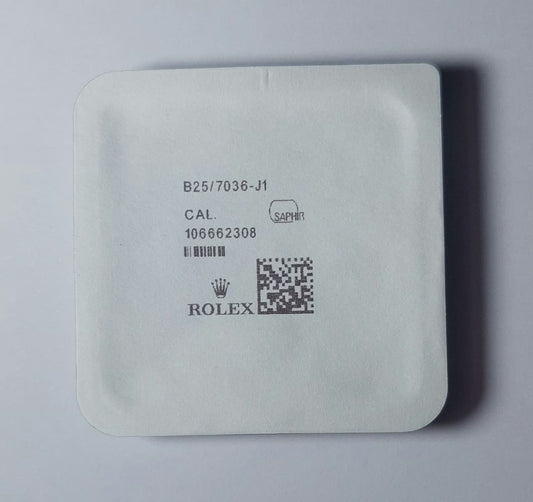 B25/7036-J1
CAL.
SAPHIR
106662308
ROLEX